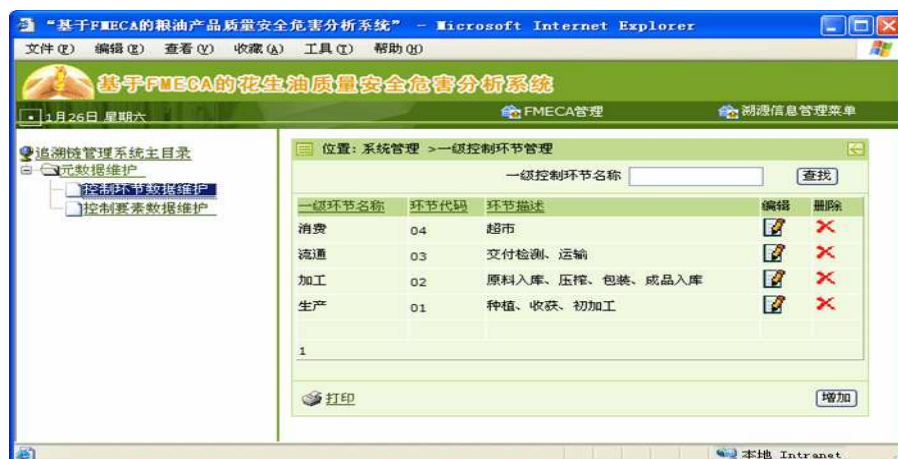 “基于FMECA的粮油产品质量安全危害分析系统” - Microsoft Internet Explorer
文件(F) 编辑(E) 查看(V) 收藏(A) 工具(T) 帮助(H)
基于FMECA的花生油质量安全危害分析系统
1月26日 星期六 FMECA管理 溯源信息管理菜单
追溯链管理系统主目录
元数据维护
控制环节数据维护
控制要素数据维护
位置: 系统管理 >一级控制环节管理
一级控制环节名称 查找
一级环节名称 环节代码 环节描述 编辑 删除
消费 04 超市
流通 03 交付检测、运输
加工 02 原料入库、压榨、包装、成品入库
生产 01 种植、收获、初加工
1
打印 增加
本地 Intranet